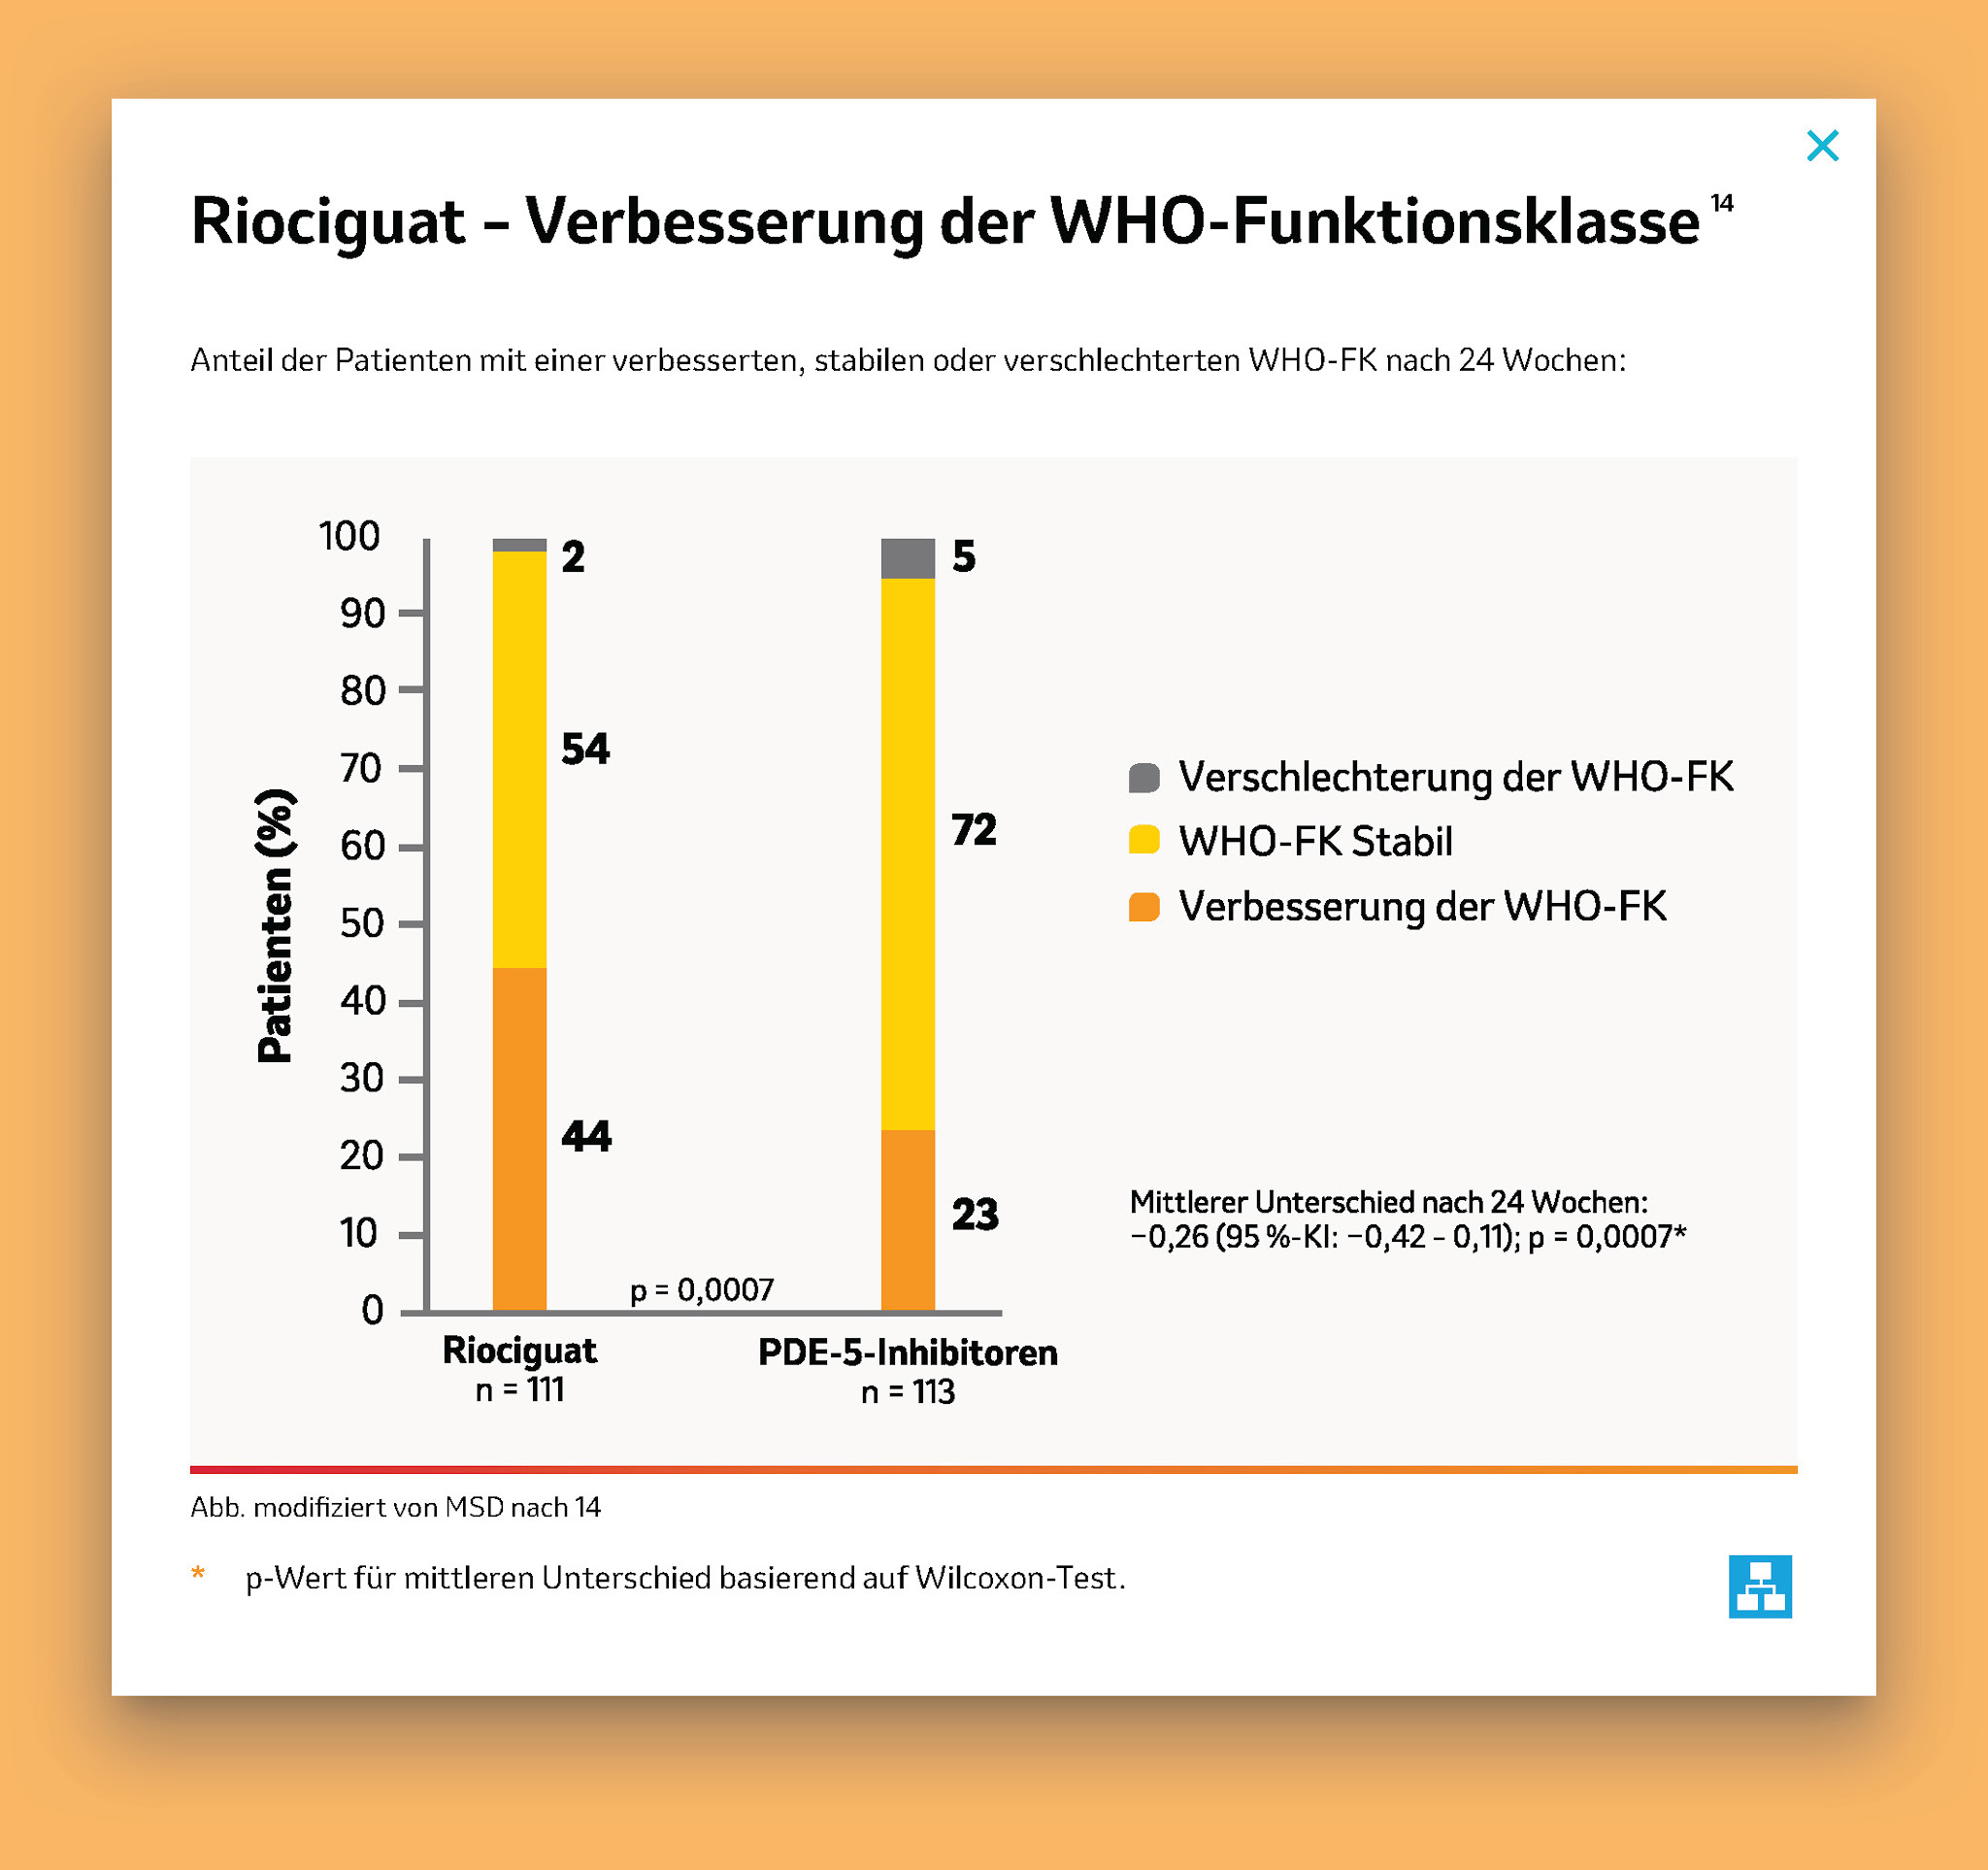 Riociguat – Verbesserung der WHO-Funktionsklasse 14
Anteil der Patienten mit einer verbesserten, stabilen oder verschlechterten WHO-FK nach 24 Wochen:
Patienten (%)
100
90
80
70
60
50
40
30
20
10
0
2
54
44
5
72
23
p = 0,0007
Riociguat
n = 111
PDE-5-Inhibitoren
n = 113
Verschlechterung der WHO-FK
WHO-FK Stabil
Verbesserung der WHO-FK
Mittlerer Unterschied nach 24 Wochen:
−0,26 (95 %-KI: −0,42 - 0,11); p = 0,0007*
Abb. modifiziert von MSD nach 14
* p-Wert für mittleren Unterschied basierend auf Wilcoxon-Test.